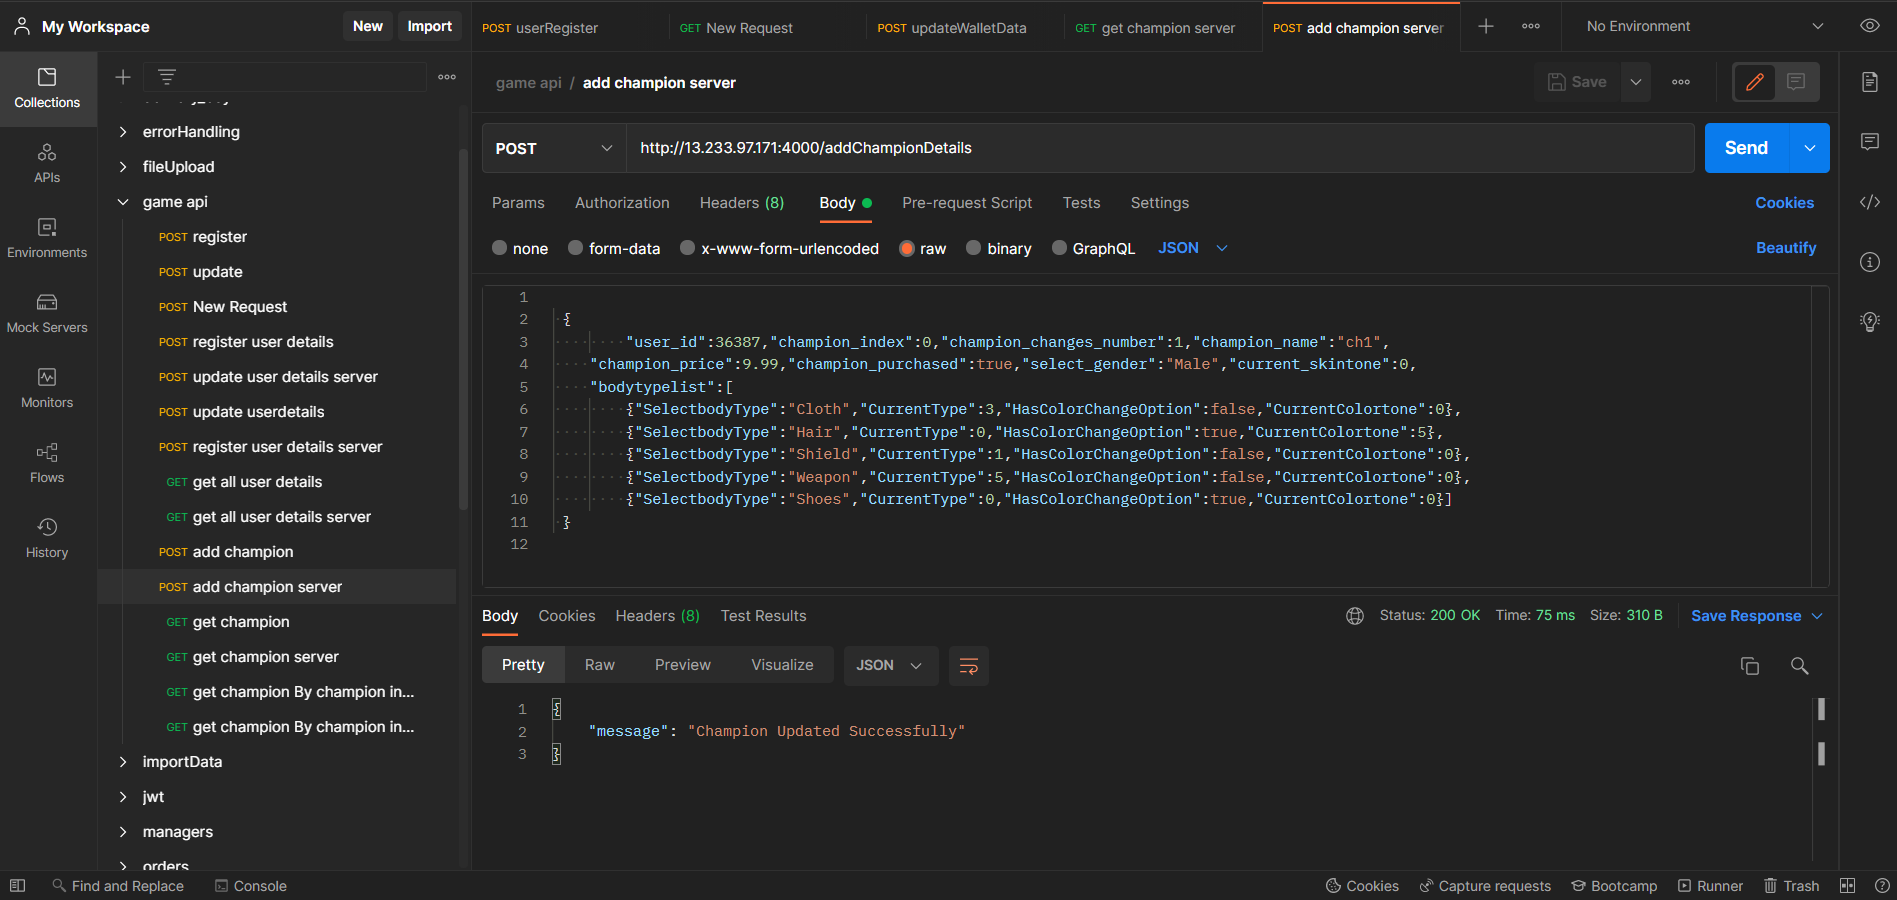 My Workspace
New
Import
POST userRegister
GET New Request
POST updateWalletData
GET get champion server
POST add champion server
No Environment
Collections
APIs
Environments
Mock Servers
Monitors
Flows
History
errorHandling
fileUpload
game api
POST register
POST update
POST New Request
POST register user details
POST update user details server
POST update userdetails
POST register user details server
GET get all user details
GET get all user details server
POST add champion
POST add champion server
GET get champion
GET get champion server
GET get champion By champion in...
GET get champion By champion in...
importData
jwt
managers
orders
game api / add champion server
Save
POST
http://13.233.97.171:4000/addChampionDetails
Send
Params
Authorization
Headers (8)
Body
Pre-request Script
Tests
Settings
Cookies
none
form-data
x-www-form-urlencoded
raw
binary
GraphQL
JSON
Beautify
1
2 {
3 "user_id":36387,"champion_index":0,"champion_changes_number":1,"champion_name":"ch1",
4 "champion_price":9.99,"champion_purchased":true,"select_gender":"Male","current_skintone":0,
5 "bodytypelist":[
6 {"SelectbodyType":"Cloth","CurrentType":3,"HasColorChangeOption":false,"CurrentColortone":0},
7 {"SelectbodyType":"Hair","CurrentType":0,"HasColorChangeOption":true,"CurrentColortone":5},
8 {"SelectbodyType":"Shield","CurrentType":1,"HasColorChangeOption":false,"CurrentColortone":0},
9 {"SelectbodyType":"Weapon","CurrentType":5,"HasColorChangeOption":false,"CurrentColortone":0},
10 {"SelectbodyType":"Shoes","CurrentType":0,"HasColorChangeOption":true,"CurrentColortone":0}]
11 }
12
Body
Cookies
Headers (8)
Test Results
Status: 200 OK
Time: 75 ms
Size: 310 B
Save Response
Pretty
Raw
Preview
Visualize
JSON
1 {
2 "message": "Champion Updated Successfully"
3 }
Find and Replace
Console
Cookies
Capture requests
Bootcamp
Runner
Trash